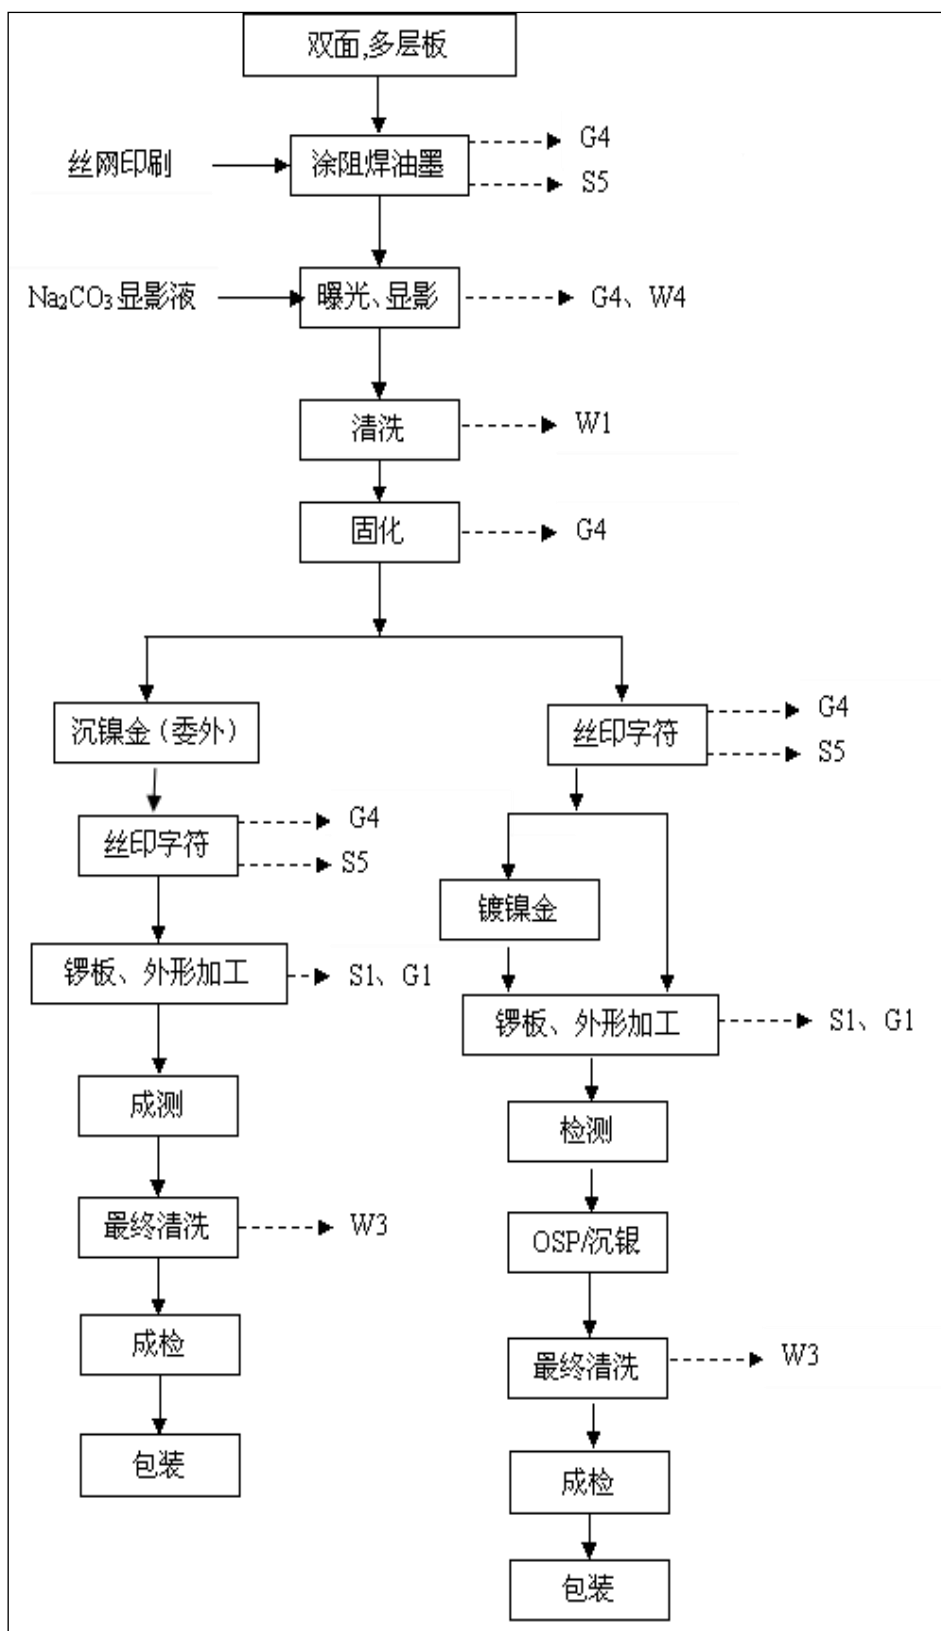 双面,多层板
G4
丝网印刷
涂阻焊油墨
S5
Na₂CO₃显影液
曝光、显影
G4、W4
清洗
W1
固化
G4
沉镍金（委外）
丝印字符
G4
S5
丝印字符
G4
S5
镀镍金
锣板、外形加工
S1、G1
锣板、外形加工
S1、G1
成测
检测
最终清洗
W3
OSP/沉银
成检
最终清洗
W3
包装
成检
包装